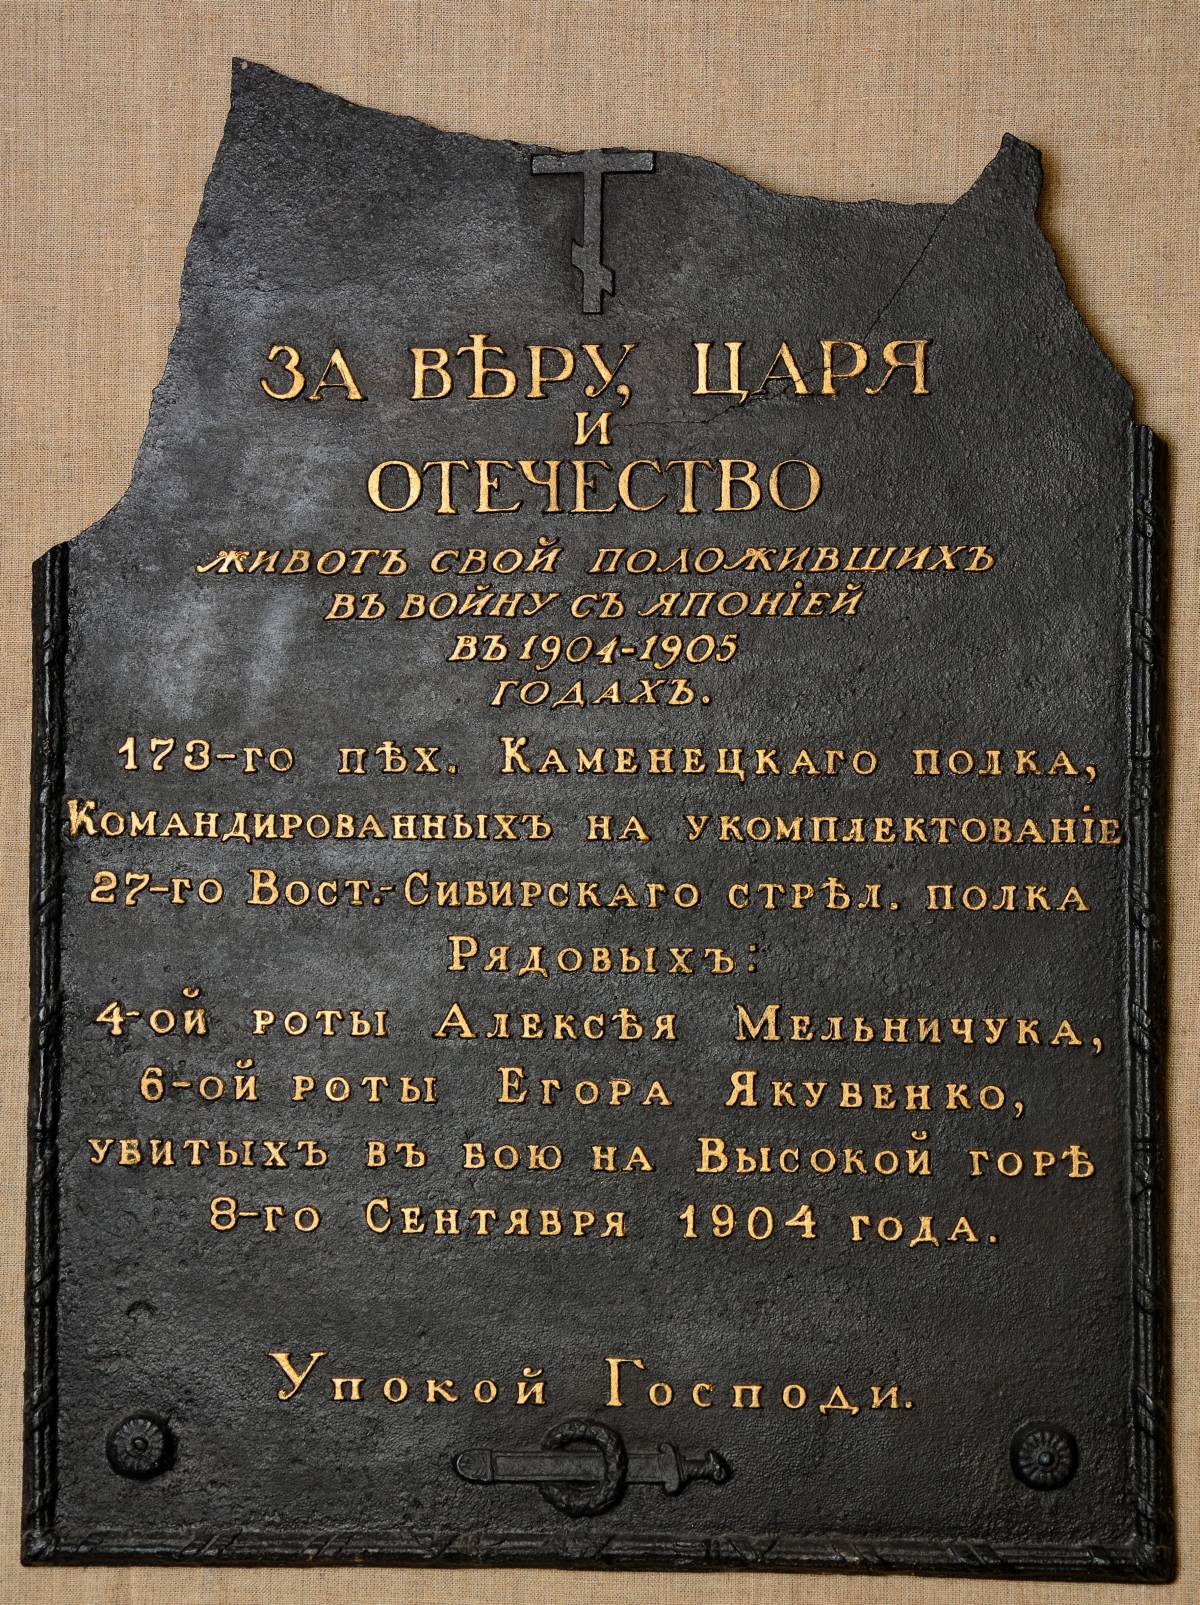 ЗА ВѢРУ, ЦАРЯ
И
ОТЕЧЕСТВО
ЖИВОТЪ СВОЙ ПОЛОЖИВШИХЪ
ВЪ ВОЙНУ СЪ ЯПОНІЕЙ
ВЪ 1904-1905
ГОДАХЪ.
173-го пѣх. Каменецкаго полка,
Командированныхъ на укомплектованіе
27-го Вост.-Сибирскаго стрѣл. полка
Рядовыхъ:
4-ой роты Алексѣя Мельничука,
6-ой роты Егора Якубенко,
убитыхъ въ бою на Высокой горѣ
8-го Сентября 1904 года.
Упокой Господи.